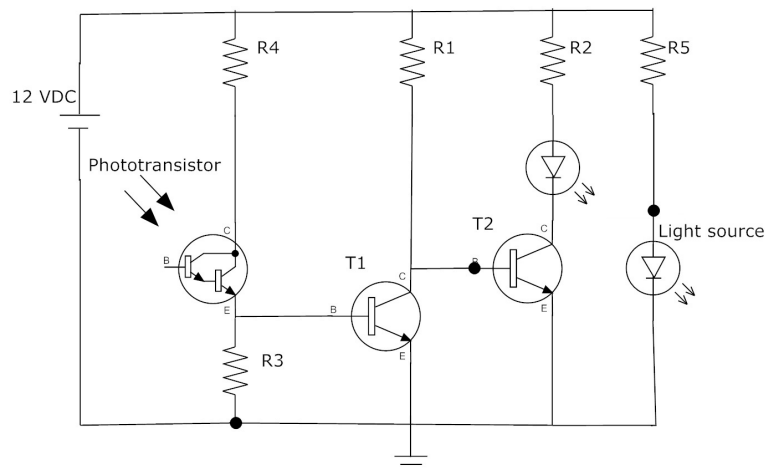 R4
R1
R2
R5
12 VDC
Phototransistor
C
B
E
T1
C
B
E
T2
C
B
E
Light source
R3